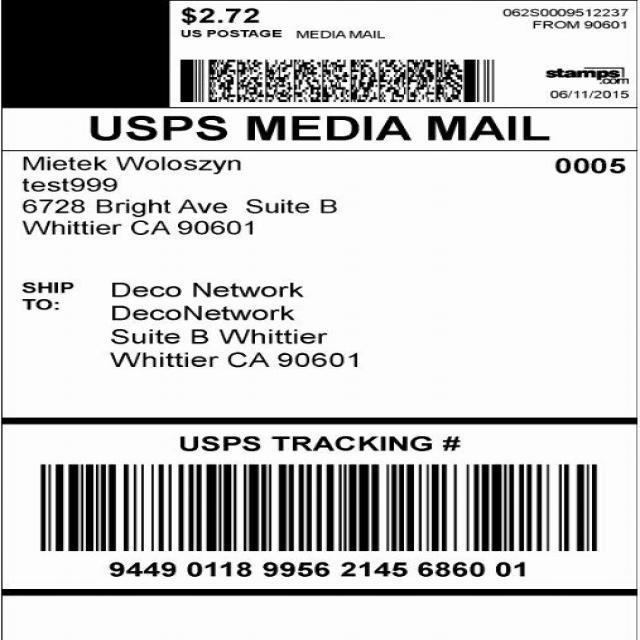 $2.72
US POSTAGE MEDIA MAIL
062S0009512237
FROM 90601
stamps
.com
06/11/2015
USPS MEDIA MAIL
Mietek Woloszyn
0005
test999
6728 Bright Ave Suite B
Whittier CA 90601
SHIP TO:
Deco Network
DecoNetwork
Suite B Whittier
Whittier CA 90601
USPS TRACKING #
9449 0118 9956 2145 6860 01